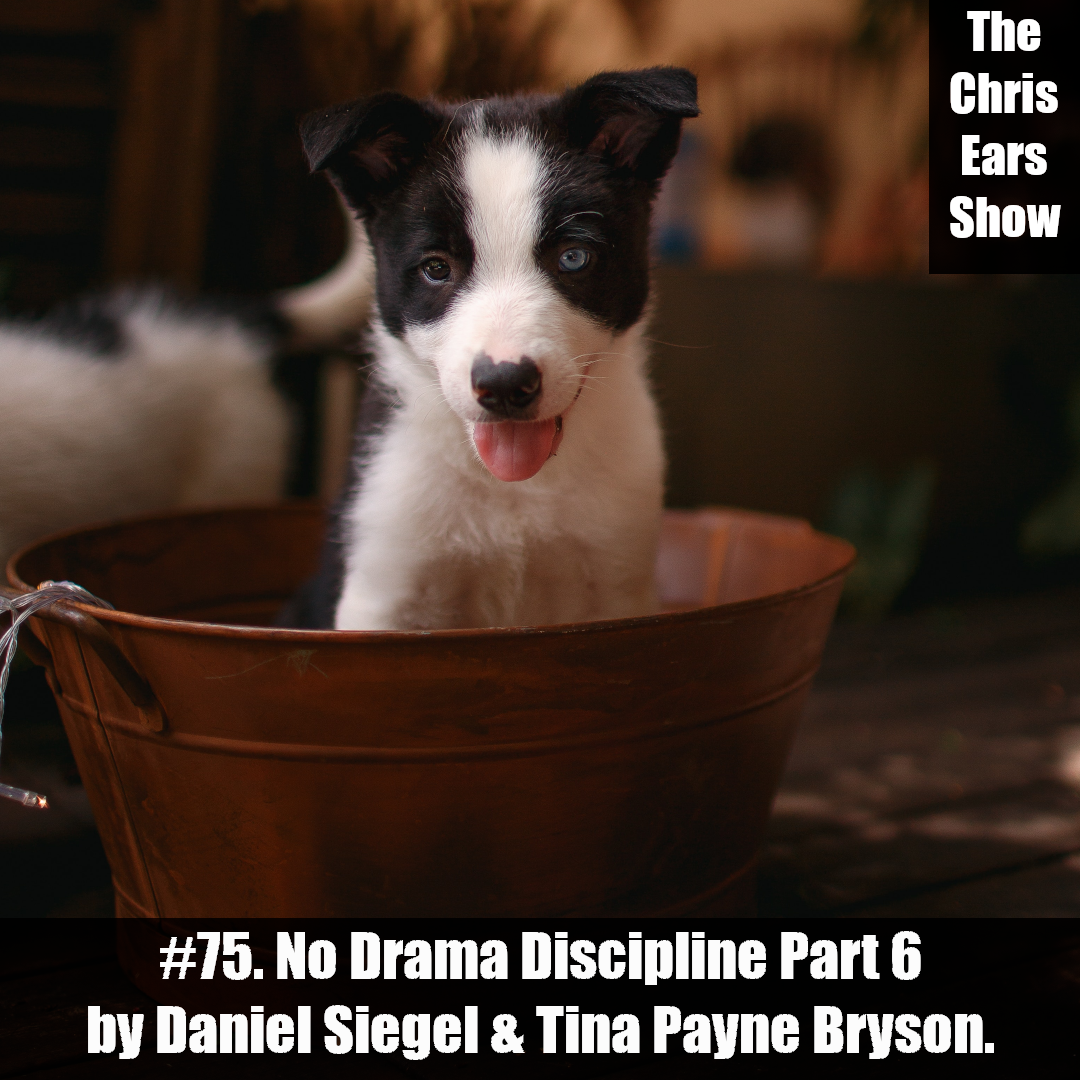 The
Chris
Ears
Show
#75. No Drama Discipline Part 6
by Daniel Siegel & Tina Payne Bryson.